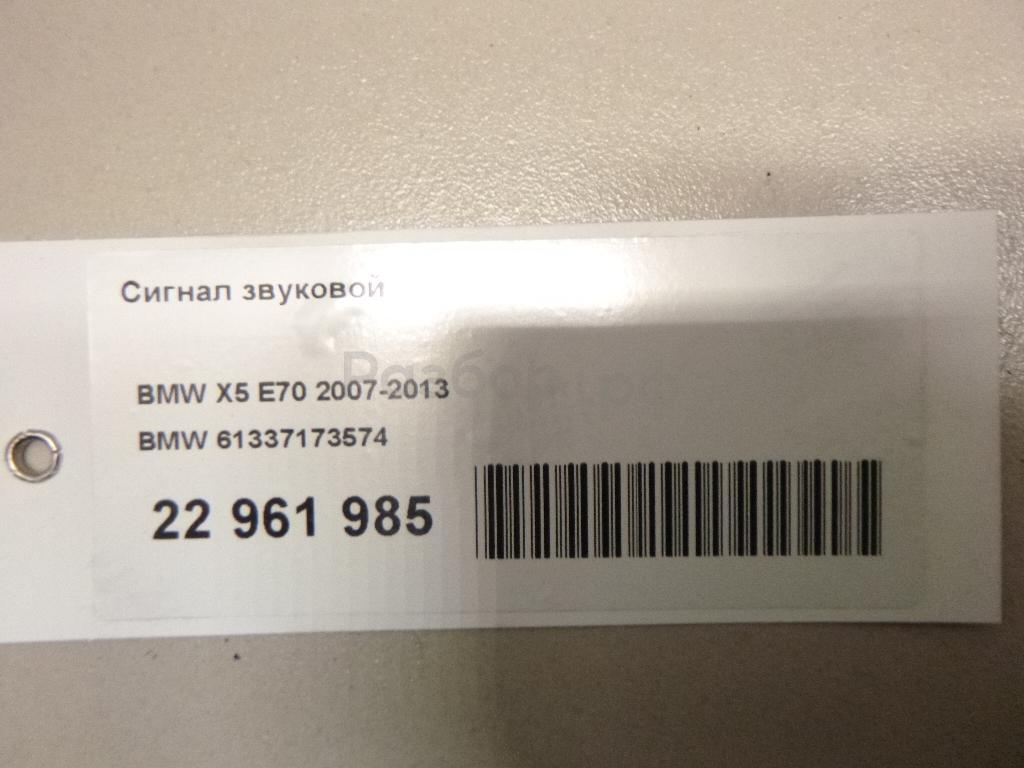 Сигнал звуковой
BMW X5 E70 2007-2013
BMW 61337173574
22 961 985